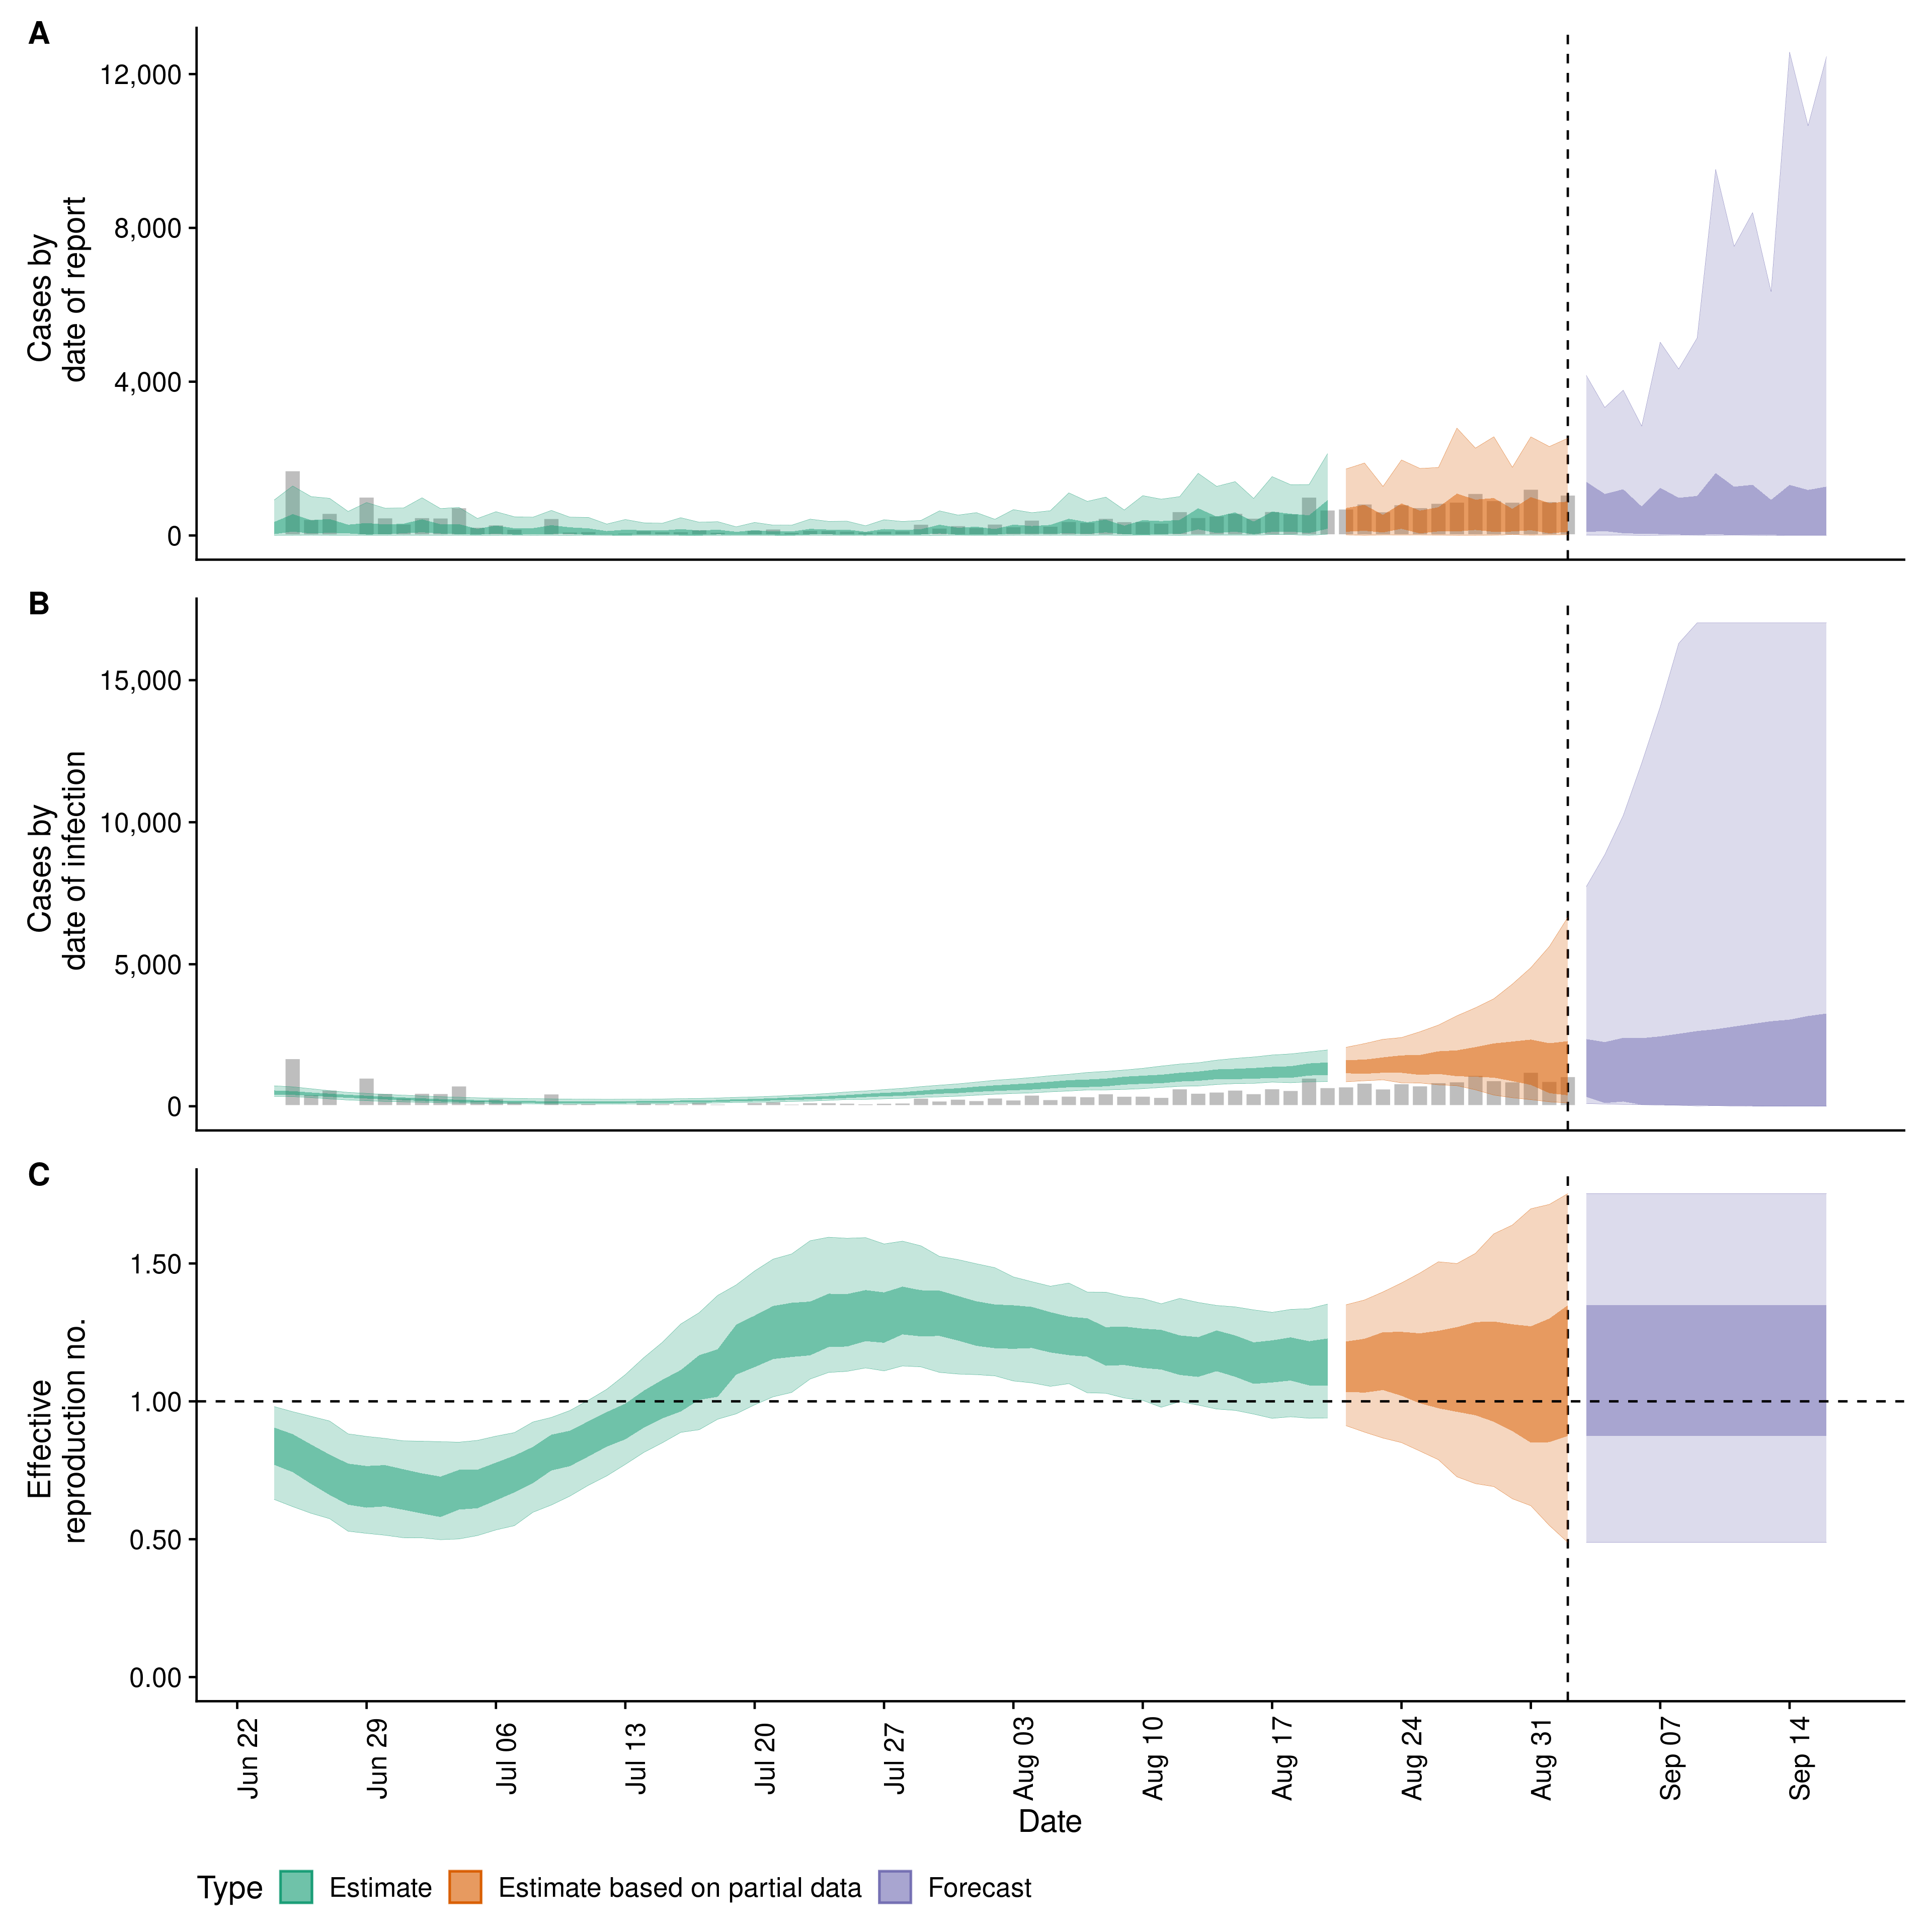 A
12,000
8,000
4,000
0
Cases by
date of report
B
15,000
10,000
5,000
0
Cases by
date of infection
C
1.50
1.00
0.50
0.00
Effective
reproduction no.
Jun 22
Jun 29
Jul 06
Jul 13
Jul 20
Jul 27
Aug 03
Aug 10
Aug 17
Aug 24
Aug 31
Sep 07
Sep 14
Date
Type Estimate Estimate based on partial data Forecast